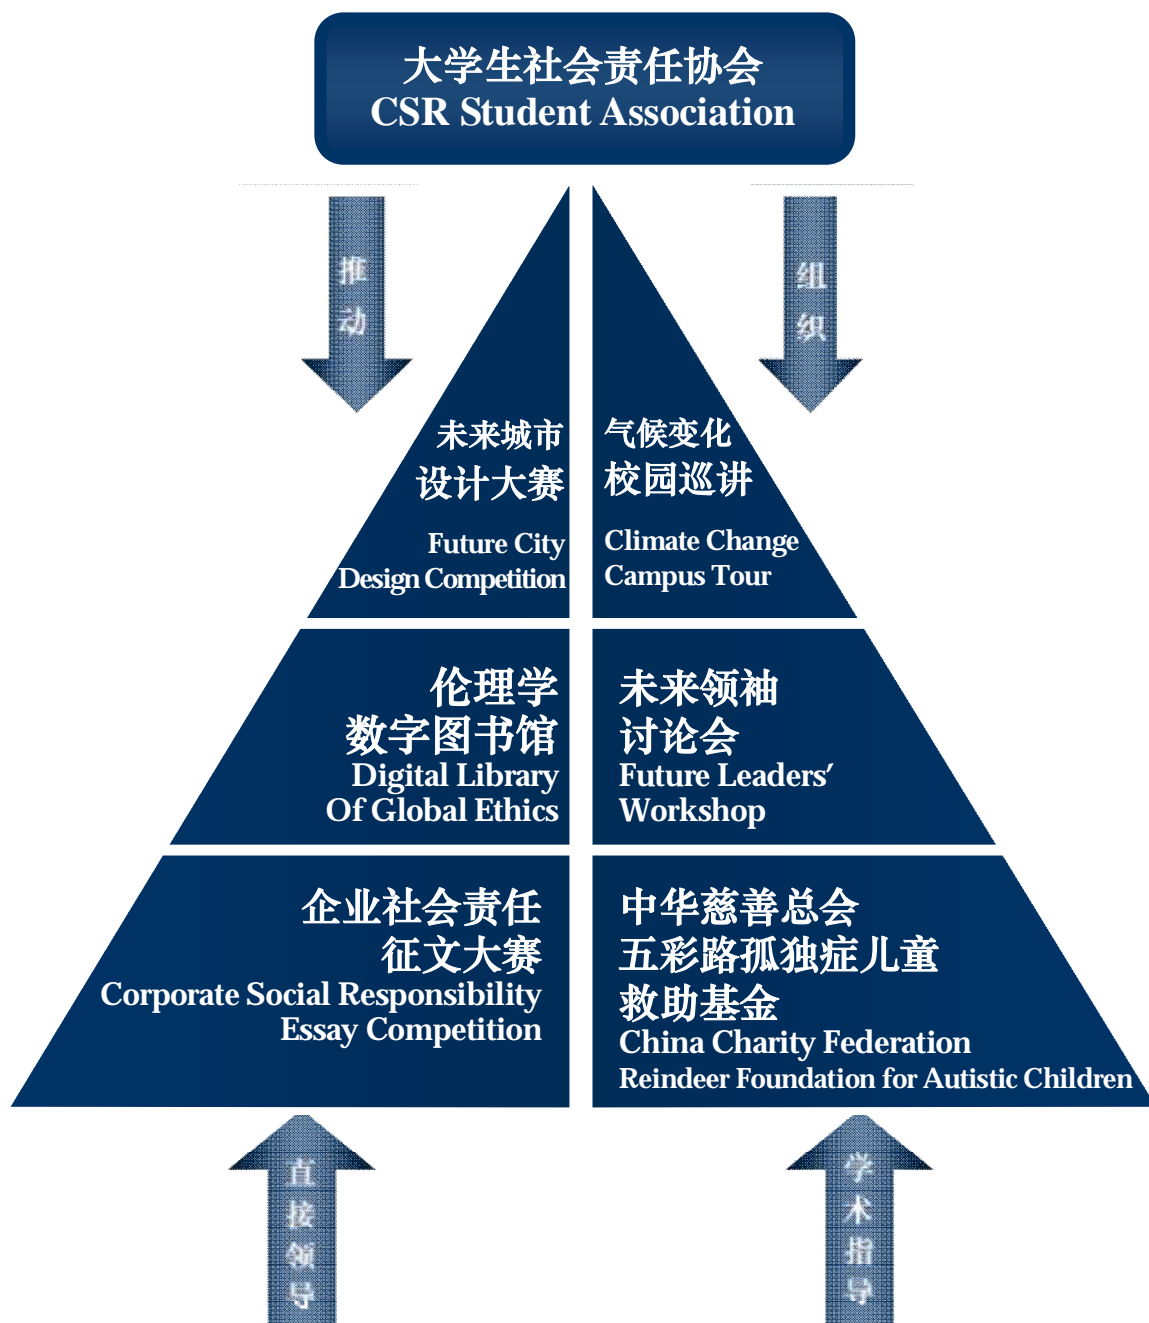 大学生社会责任协会
CSR Student Association
推
动
组
织
未来城市
设计大赛
Future City
Design Competition
气候变化
校园巡讲
Climate Change
Campus Tour
伦理学
数字图书馆
Digital Library
Of Global Ethics
未来领袖
讨论会
Future Leaders’
Workshop
企业社会责任
征文大赛
Corporate Social Responsibility
Essay Competition
中华慈善总会
五彩路孤独症儿童
救助基金
China Charity Federation
Reindeer Foundation for Autistic Children
直
接
领
导
学
术
指
导